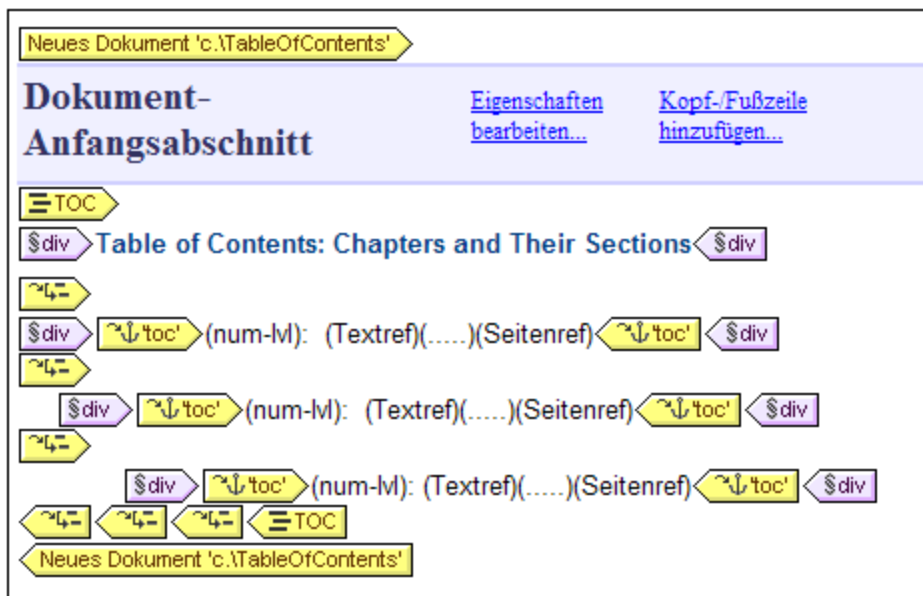 Neues Dokument 'c.\TableOfContents'
Dokument- Eigenschaften Kopf-/Fußzeile
Anfangsabschnitt bearbeiten... hinzufügen...
TOC
§div Table of Contents: Chapters and Their Sections §div
§div 'toc' (num-lvl): (Textref)(.....)(Seitenref) 'toc' §div
§div 'toc' (num-lvl): (Textref)(.....)(Seitenref) 'toc' §div
§div 'toc' (num-lvl): (Textref)(.....)(Seitenref) 'toc' §div
TOC
Neues Dokument 'c.\TableOfContents'